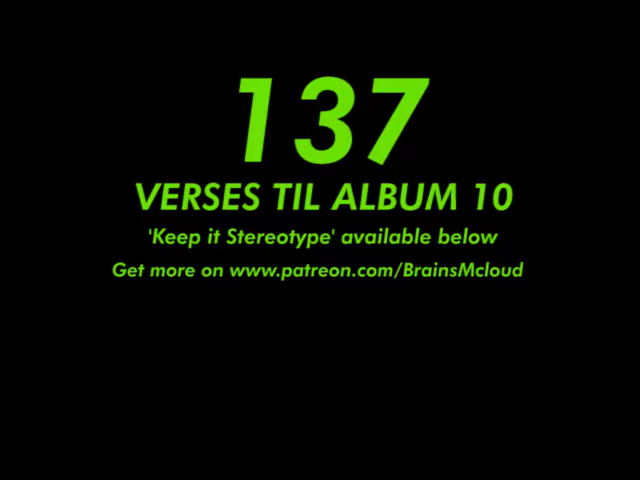 137
VERSES TIL ALBUM 10
'Keep it Stereotype' available below
Get more on www.patreon.com/BrainsMcloud